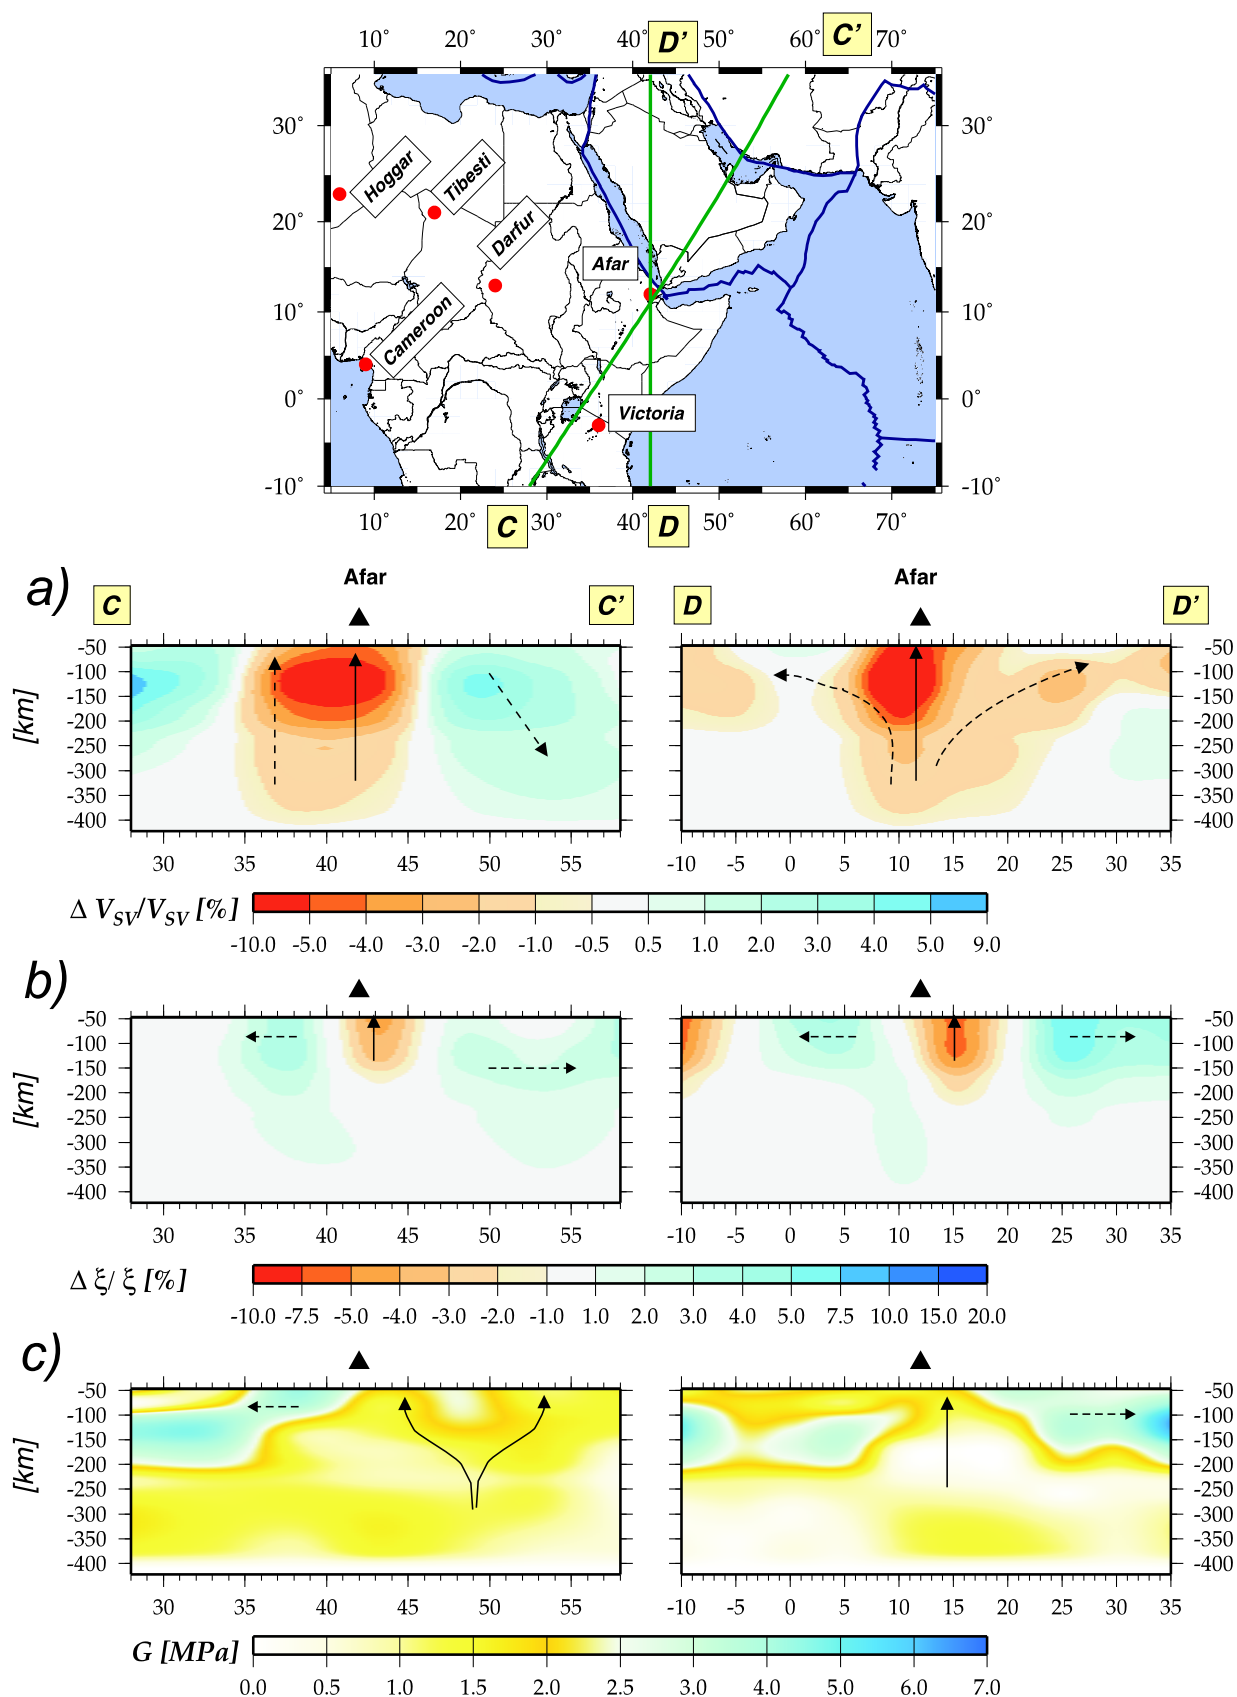 10° 20° 30° 40° D' 50° 60° C' 70°
30° 30°
Hoggar
Tibesti
Darfur
20° 20°
Afar
10° 10°
Cameroon
0° 0°
Victoria
-10° -10°
10° 20° C 30° 40° D 50° 60° 70°
a)
Afar Afar
C C' D D'
-50 -50
-100 -100
-150 -150
-200 -200
-250 -250
-300 -300
-350 -350
-400 -400
[km]
30 35 40 45 50 55 -10 -5 0 5 10 15 20 25 30 35
Δ V_SV/V_SV [%]
-10.0 -5.0 -4.0 -3.0 -2.0 -1.0 -0.5 0.5 1.0 2.0 3.0 4.0 5.0 9.0
b)
-50 -50
-100 -100
-150 -150
-200 -200
-250 -250
-300 -300
-350 -350
-400 -400
[km]
30 35 40 45 50 55 -10 -5 0 5 10 15 20 25 30 35
Δ ξ/ ξ [%]
-10.0 -7.5 -5.0 -4.0 -3.0 -2.0 -1.0 1.0 2.0 3.0 4.0 5.0 7.5 10.0 15.0 20.0
c)
-50 -50
-100 -100
-150 -150
-200 -200
-250 -250
-300 -300
-350 -350
-400 -400
[km]
30 35 40 45 50 55 -10 -5 0 5 10 15 20 25 30 35
G [MPa]
0.0 0.5 1.0 1.5 2.0 2.5 3.0 4.0 5.0 6.0 7.0